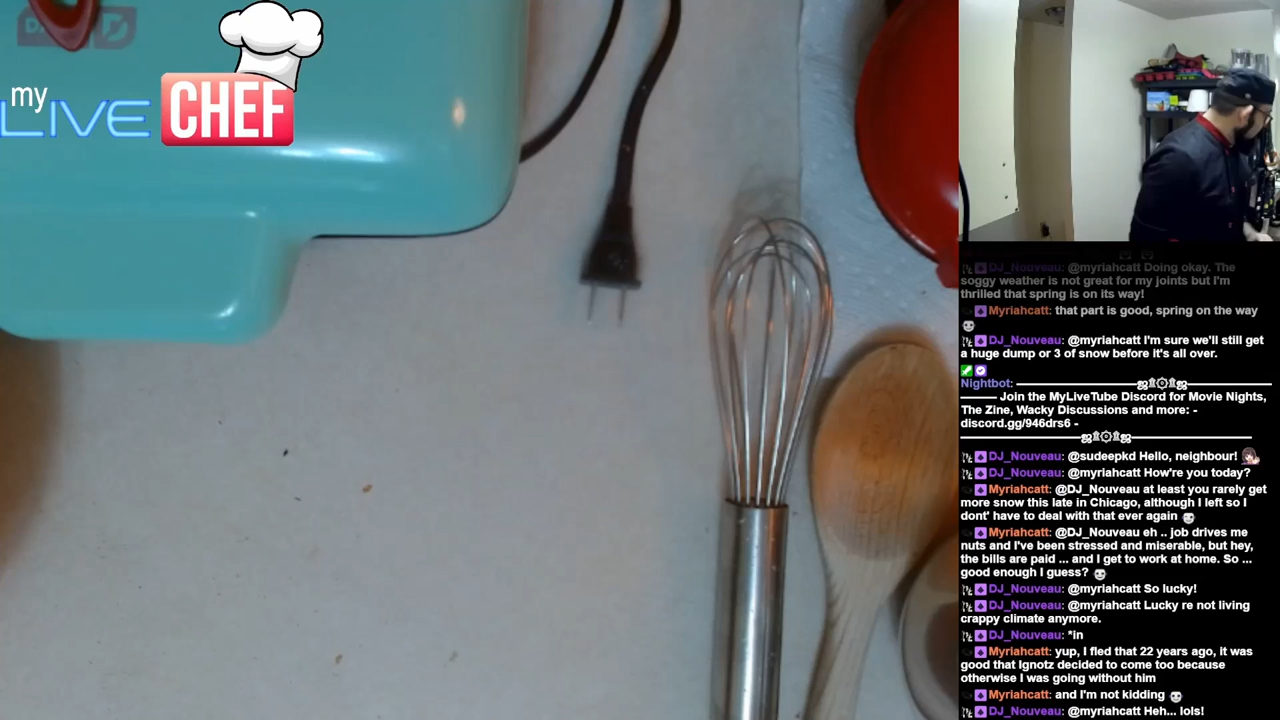 my
LIVE CHEF
DJ_Nouveau: @myriahcatt Doing okay. The
soggy weather is not great for my joints but I'm
thrilled that spring is on its way!
Myriahcatt: that part is good, spring on the way
DJ_Nouveau: @myriahcatt I'm sure we'll still get
a huge dump or 3 of snow before it's all over.
Nightbot:
Join the MyLiveTube Discord for Movie Nights,
The Zine, Wacky Discussions and more: -
discord.gg/946drs6 -
DJ_Nouveau: @sudeepkd Hello, neighbour!
DJ_Nouveau: @myriahcatt How're you today?
Myriahcatt: @DJ_Nouveau at least you rarely get
more snow this late in Chicago, although I left so I
dont' have to deal with that ever again
Myriahcatt: @DJ_Nouveau eh .. job drives me
nuts and I've been stressed and miserable, but hey,
the bills are paid ... and I get to work at home. So ...
good enough I guess?
DJ_Nouveau: @myriahcatt So lucky!
DJ_Nouveau: @myriahcatt Lucky re not living
crappy climate anymore.
DJ_Nouveau: *in
Myriahcatt: yup, I fled that 22 years ago, it was
good that Ignotz decided to come too because
otherwise I was going without him
Myriahcatt: and I'm not kidding
DJ_Nouveau: @myriahcatt Heh... lols!